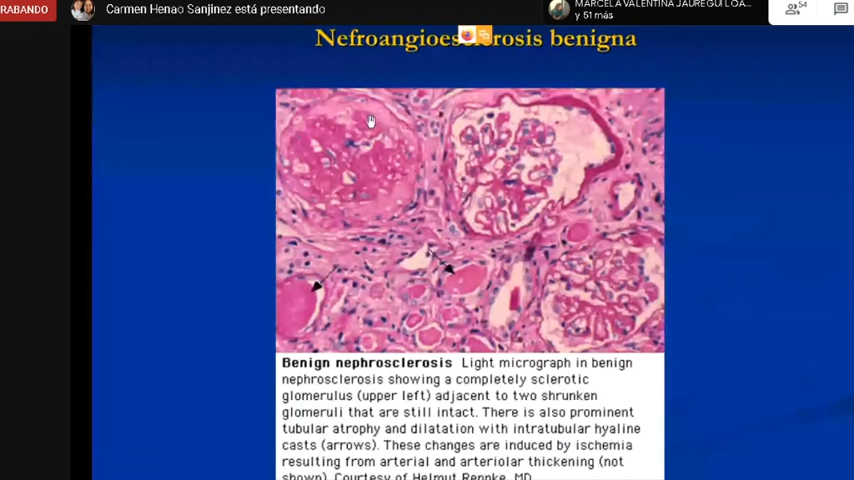 RABANDO
Carmen Henao Sanjinez está presentando
MARCELA VALENTINA JAUREGUI LOA...
y 51 más
54
Nefroangioesclerosis benigna
Benign nephrosclerosis Light micrograph in benign
nephrosclerosis showing a completely sclerotic
glomerulus (upper left) adjacent to two shrunken
glomeruli that are still intact. There is also prominent
tubular atrophy and dilatation with intratubular hyaline
casts (arrows). These changes are induced by ischemia
resulting from arterial and arteriolar thickening (not
shown). Courtesy of Helmut Rennke, MD.